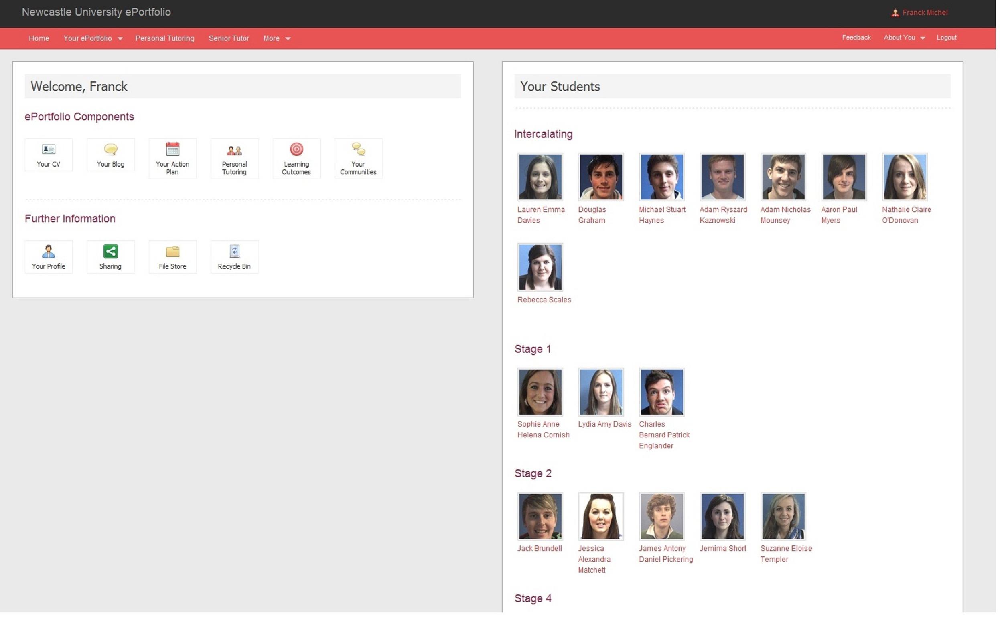 Newcastle University ePortfolio
Franck Michel
Home Your ePortfolio Personal Tutoring Senior Tutor More
Feedback About You Logout
Welcome, Franck
ePortfolio Components
Your CV
Your Blog
Your Action
Plan
Personal
Tutoring
Learning
Outcomes
Your
Communities
Further Information
Your Profile
Sharing
File Store
Recycle Bin
Your Students
Intercalating
Lauren Emma
Davies
Douglas
Graham
Michael Stuart
Haynes
Adam Ryszard
Kaznowski
Adam Nicholas
Mounsey
Aaron Paul
Myers
Nathalie Claire
O'Donovan
Rebecca Scales
Stage 1
Sophie Anne
Helena Cornish
Lydia Amy Davis
Charles
Bernard Patrick
Englander
Stage 2
Jack Brundell
Jessica
Alexandra
Matchett
James Antony
Daniel Pickering
Jemima Short
Suzanne Eloise
Templer
Stage 4